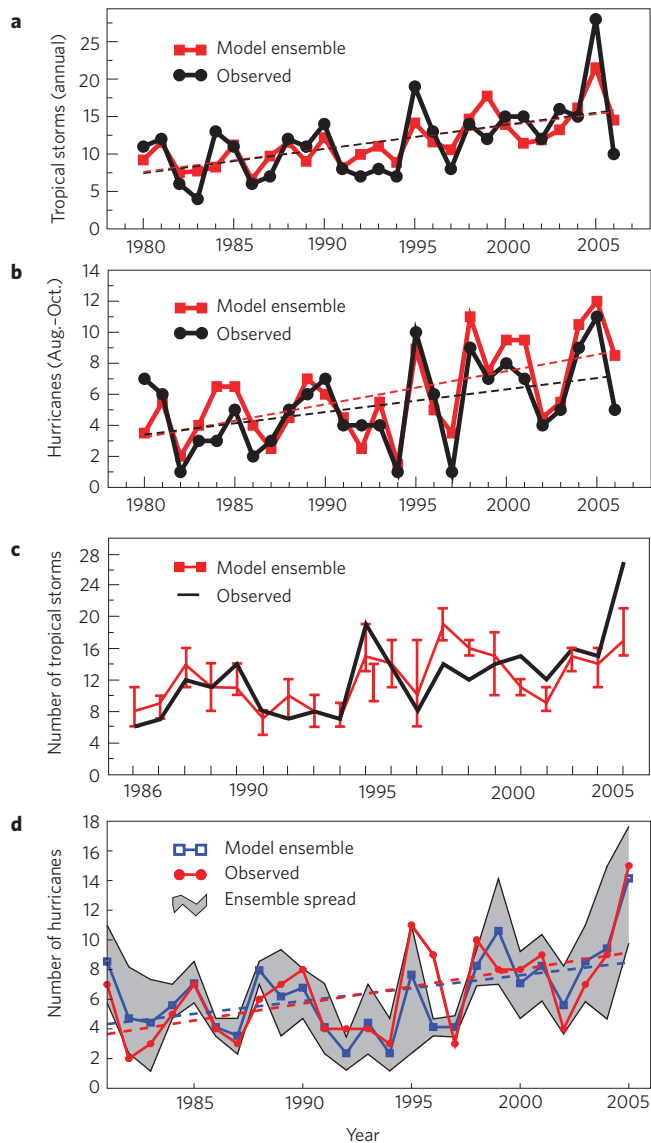 a
Tropical storms (annual)
25
20
15
10
5
0
Model ensemble
Observed
1980 1985 1990 1995 2000 2005
b
Hurricanes (Aug.–Oct.)
14
12
10
8
6
4
2
0
Model ensemble
Observed
1980 1985 1990 1995 2000 2005
c
Number of tropical storms
28
24
20
16
12
8
4
0
Model ensemble
Observed
1986 1990 1995 2000 2005
d
Number of hurricanes
18
16
14
12
10
8
6
4
2
0
Model ensemble
Observed
Ensemble spread
1985 1990 1995 2000 2005
Year